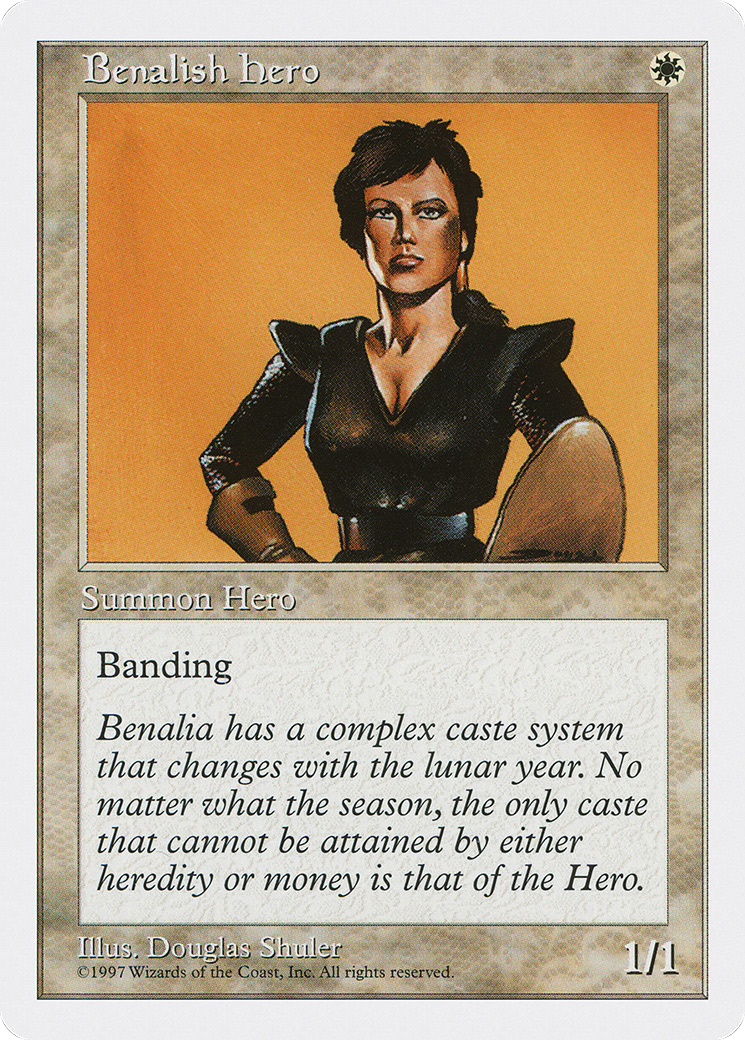 Benalish Hero
Summon Hero
Banding
Benalia has a complex caste system
that changes with the lunar year. No
matter what the season, the only caste
that cannot be attained by either
heredity or money is that of the Hero.
Illus. Douglas Shuler
©1997 Wizards of the Coast, Inc. All rights reserved.
1/1